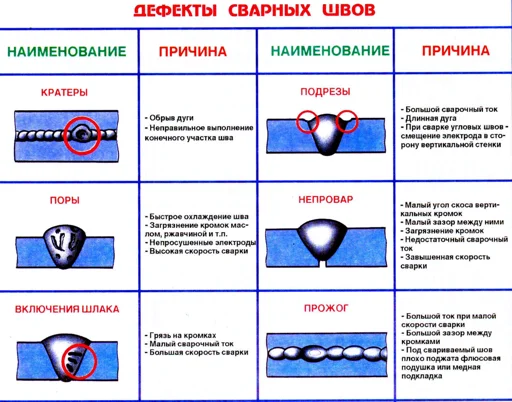 ДЕФЕКТЫ СВАРНЫХ ШВОВ
НАИМЕНОВАНИЕ
ПРИЧИНА
НАИМЕНОВАНИЕ
ПРИЧИНА
КРАТЕРЫ
- Обрыв дуги
- Неправильное выполнение
конечного участка шва
ПОДРЕЗЫ
- Большой сварочный ток
- Длинная дуга
- При сварке угловых швов -
смещение электрода в сто-
рону вертикальной стенки
ПОРЫ
- Быстрое охлаждение шва
- Загрязнение кромок мас-
лом, ржавчиной и т.п.
- Непросушенные электроды
- Высокая скорость сварки
НЕПРОВАР
- Малый угол скоса верти-
кальных кромок
- Малый зазор между ними
- Загрязнение кромок
- Недостаточный сварочный
ток
- Завышенная скорость
сварки
ВКЛЮЧЕНИЯ ШЛАКА
- Грязь на кромках
- Малый сварочный ток
- Большая скорость сварки
ПРОЖОГ
- Большой ток при малой
скорости сварки
- Большой зазор между
кромками
- Под свариваемый шов
плохо поджата флюсовая
подушка или медная
подкладка